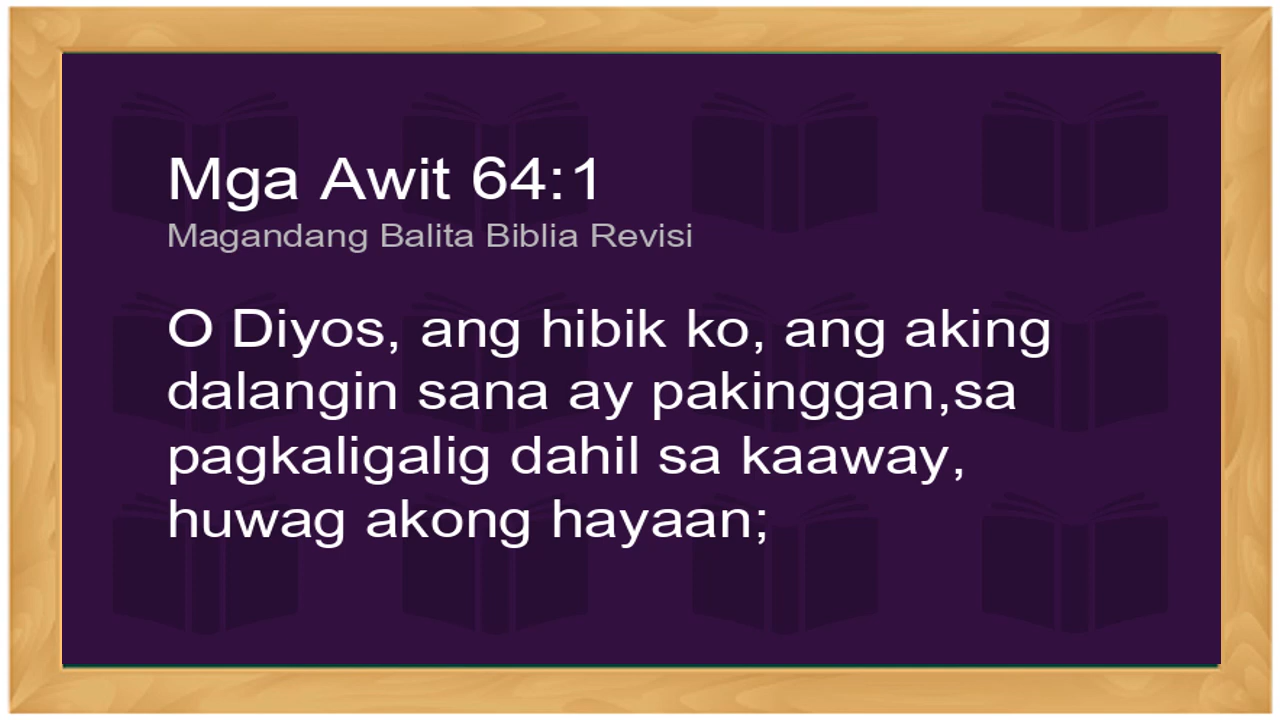 Mga Awit 64:1
Magandang Balita Biblia Revisi
O Diyos, ang hibik ko, ang aking
dalangin sana ay pakinggan,sa
pagkaligalig dahil sa kaaway,
huwag akong hayaan;